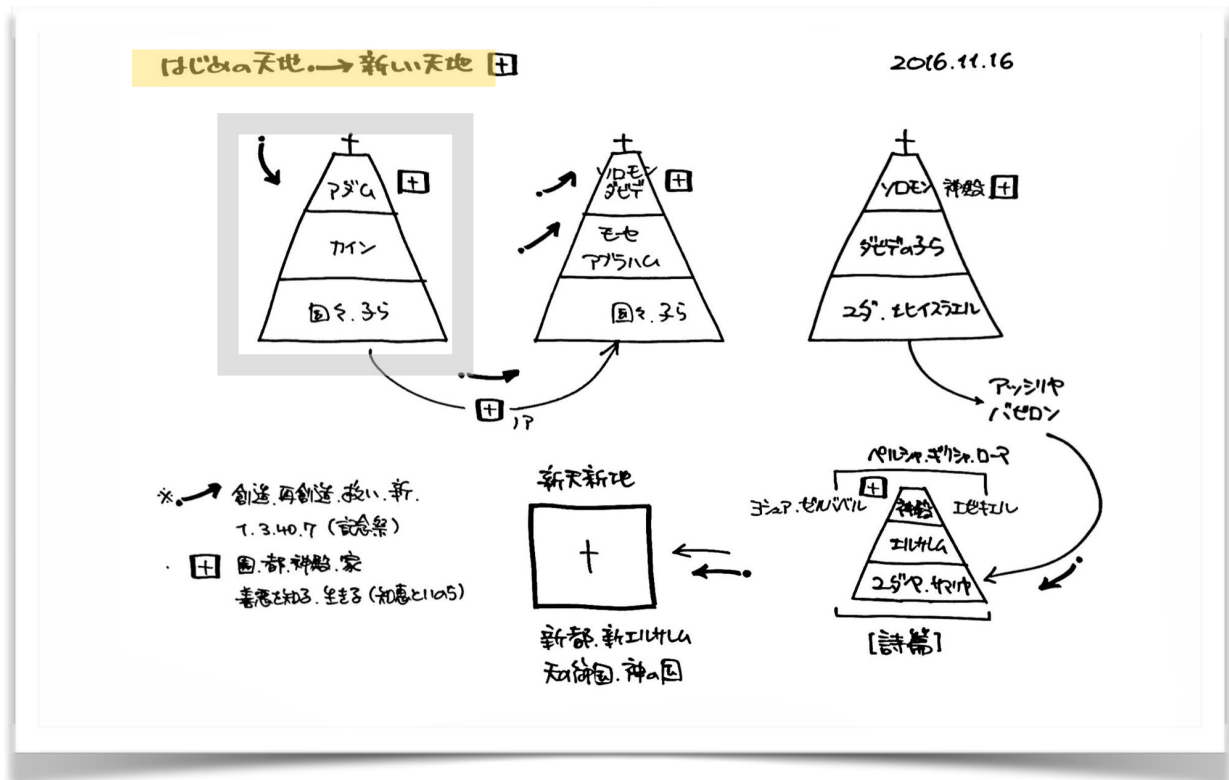 はじめの天地.→新しい天地
2016.11.16
アダム
カイン
国々.子ら
ノア
ソロモン
ダビデ
モーセ
アブラハム
国々.子ら
ソロモン 神殿
ダビデの子ら
ユダ.北イスラエル
アッシリヤ
バビロン
ペルシャ.ギリシャ.ローマ
ヨシュア.ゼルバベル
神殿
エゼキエル
エルサレム
ユダヤ.サマリヤ
[詩篇]
新天新地
新都.新エルサレム
天の御国.神の国
※ 創造.再創造.救い.新.
7.3.40.7 (記念祭)
園.都.神殿.家
善悪を知る.生きる (知恵といのち)